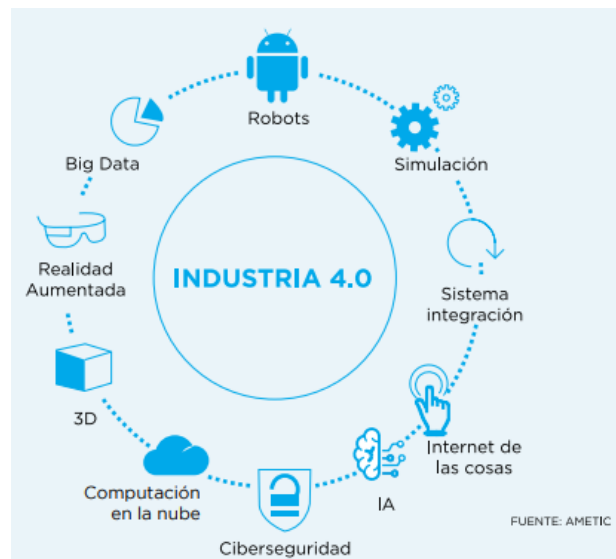 Robots
Simulación
Big Data
INDUSTRIA 4.0
Realidad
Aumentada
Sistema
integración
3D
Internet de
las cosas
IA
Computación
en la nube
Ciberseguridad
FUENTE: AMETIC